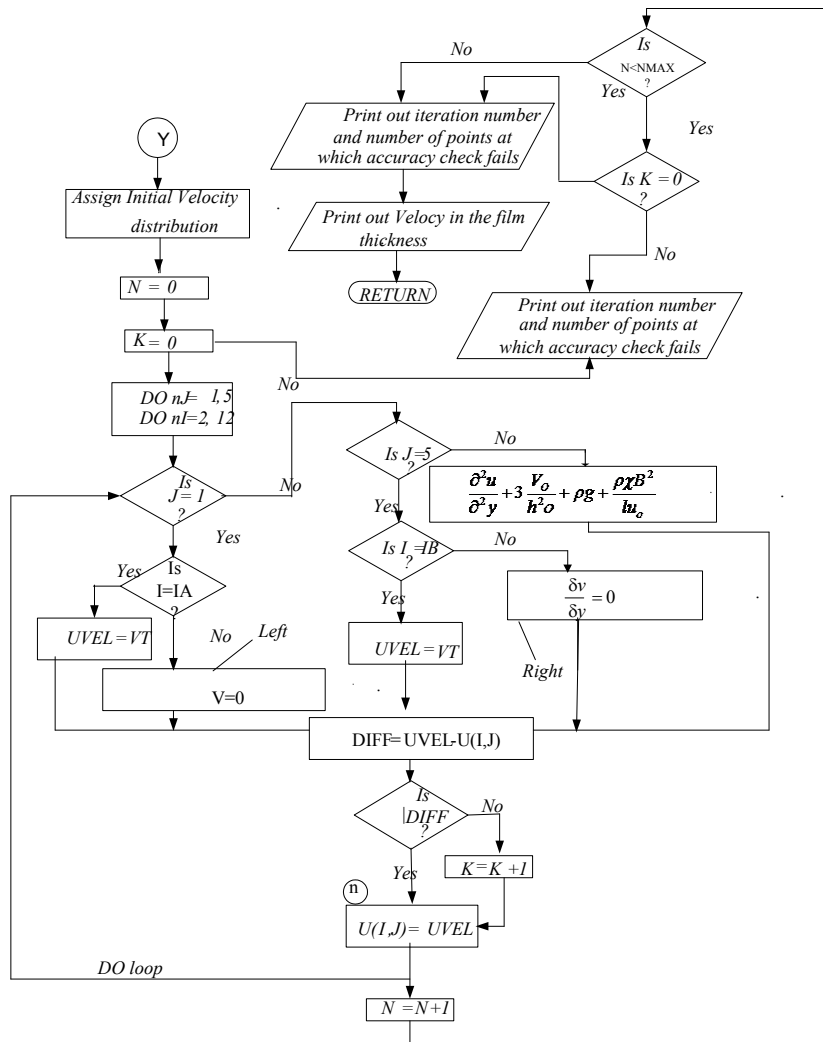 Is
N<NMAX
?
No
Yes
Yes
Print out iteration number
and number of points at
which accuracy check fails
Is K = 0
?
No
Print out Velocy in the film
thickness
RETURN
Print out iteration number
and number of points at
which accuracy check fails
Y
Assign Initial Velocity
distribution
N = 0
K = 0
No
DO nJ= 1,5
DO nI=2, 12
Is
J= 1
?
No
Yes
Is J=5
?
No
∂²u/∂²y + 3 V_O/h²o + ρg + ρχB²/lu_o
Yes
Is I =IB
?
No
δv/δy = 0
Right
Yes
UVEL = VT
Is
I=IA
?
Yes
UVEL = VT
No
Left
V=0
DIFF=UVEL-U(I,J)
Is
|DIFF
?
No
K = K +1
Yes
n
U(I,J)= UVEL
DO loop
N =N+1